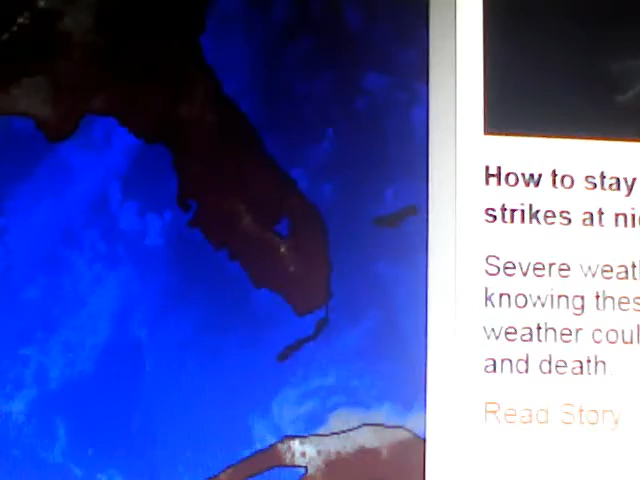 How to stay
strikes at ni
Severe weat
knowing thes
weather coul
and death.
Read Story